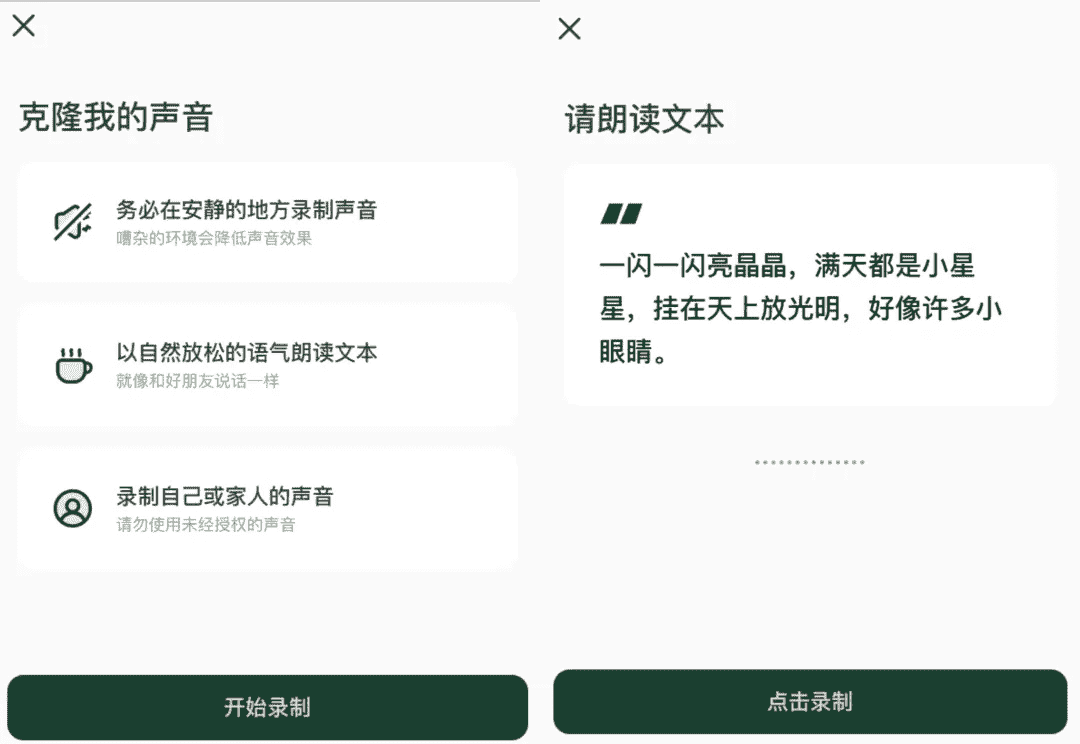 克隆我的声音
务必在安静的地方录制声音
嘈杂的环境会降低声音效果
以自然放松的语气朗读文本
就像和好朋友说话一样
录制自己或家人的声音
请勿使用未经授权的声音
开始录制
请朗读文本
一闪一闪亮晶晶，满天都是小星
星，挂在天上放光明，好像许多小
眼睛。
点击录制